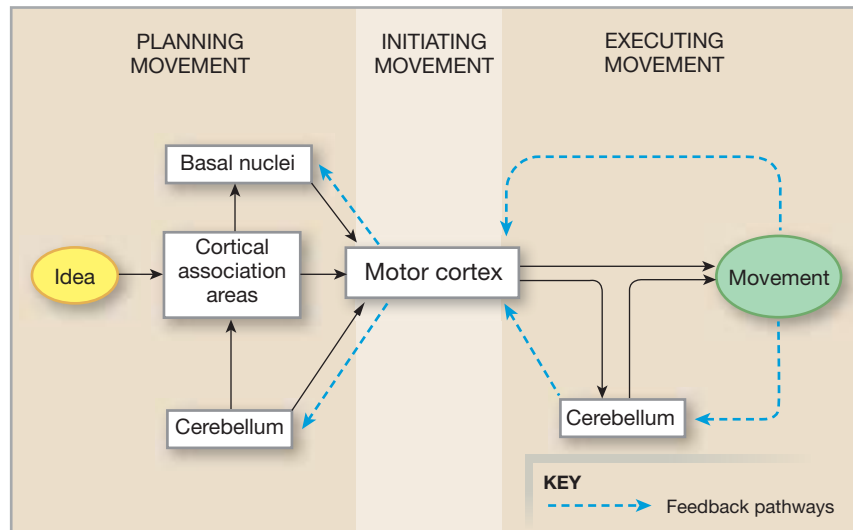 PLANNING
MOVEMENT
INITIATING
MOVEMENT
EXECUTING
MOVEMENT
Basal nuclei
Idea
Cortical
association
areas
Motor cortex
Movement
Cerebellum
Cerebellum
KEY
Feedback pathways